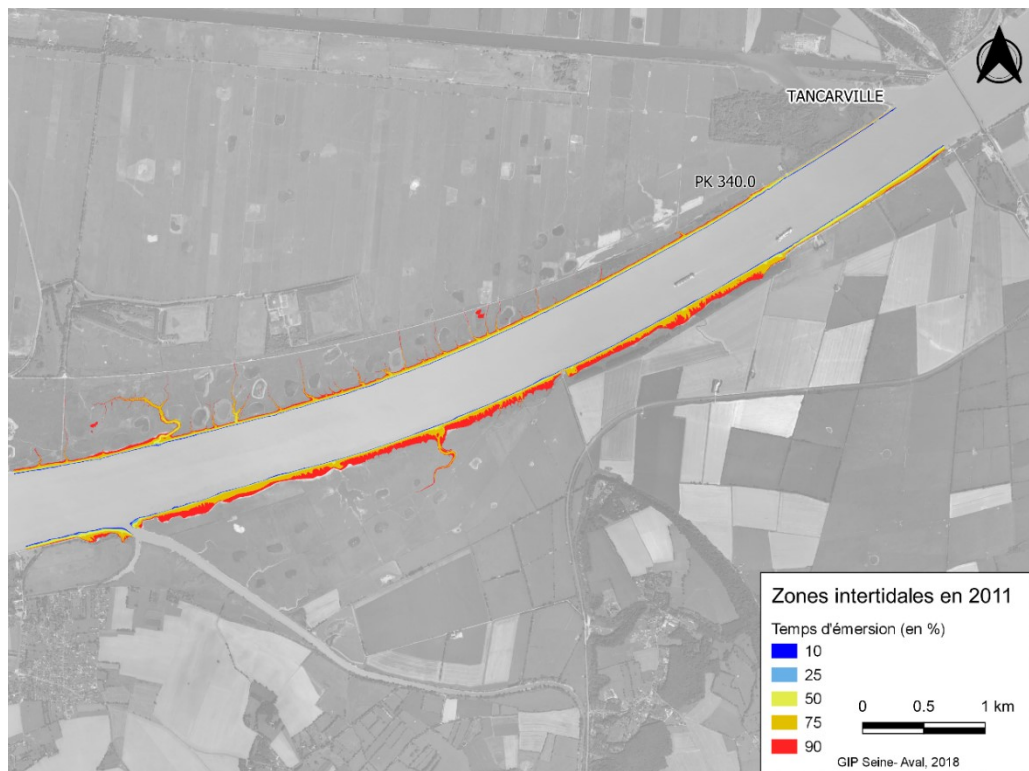 TANCARVILLE
PK 340.0
Zones intertidales en 2011
Temps d'émersion (en %)
10
25
50
75
90
0 0.5 1 km
GIP Seine- Aval, 2018